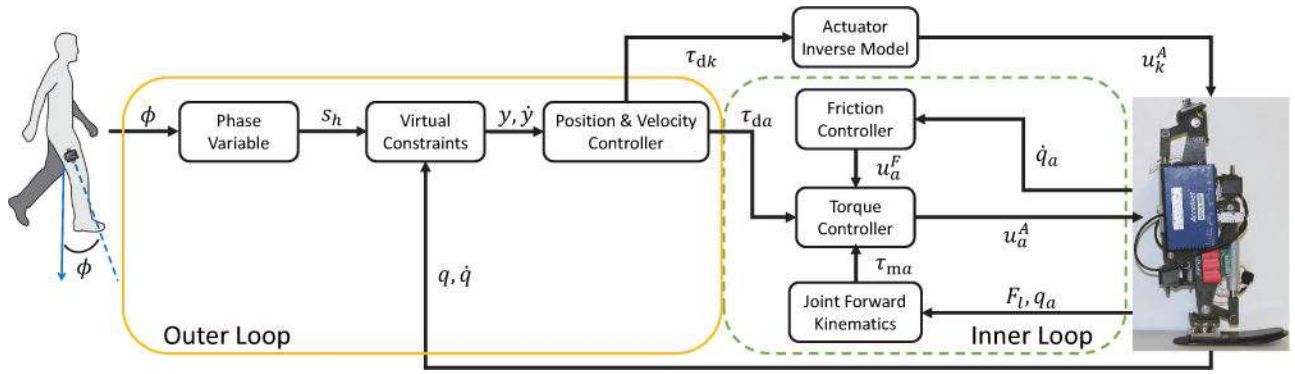 Actuator
Inverse Model
τ_dk
u_k^A
ϕ
Phase
Variable
s_h
Virtual
Constraints
y, ẏ
Position & Velocity
Controller
τ_da
Friction
Controller
q̇_a
u_a^F
Torque
Controller
u_a^A
ϕ
q, q̇
τ_ma
Joint Forward
Kinematics
F_l, q_a
Outer Loop
Inner Loop